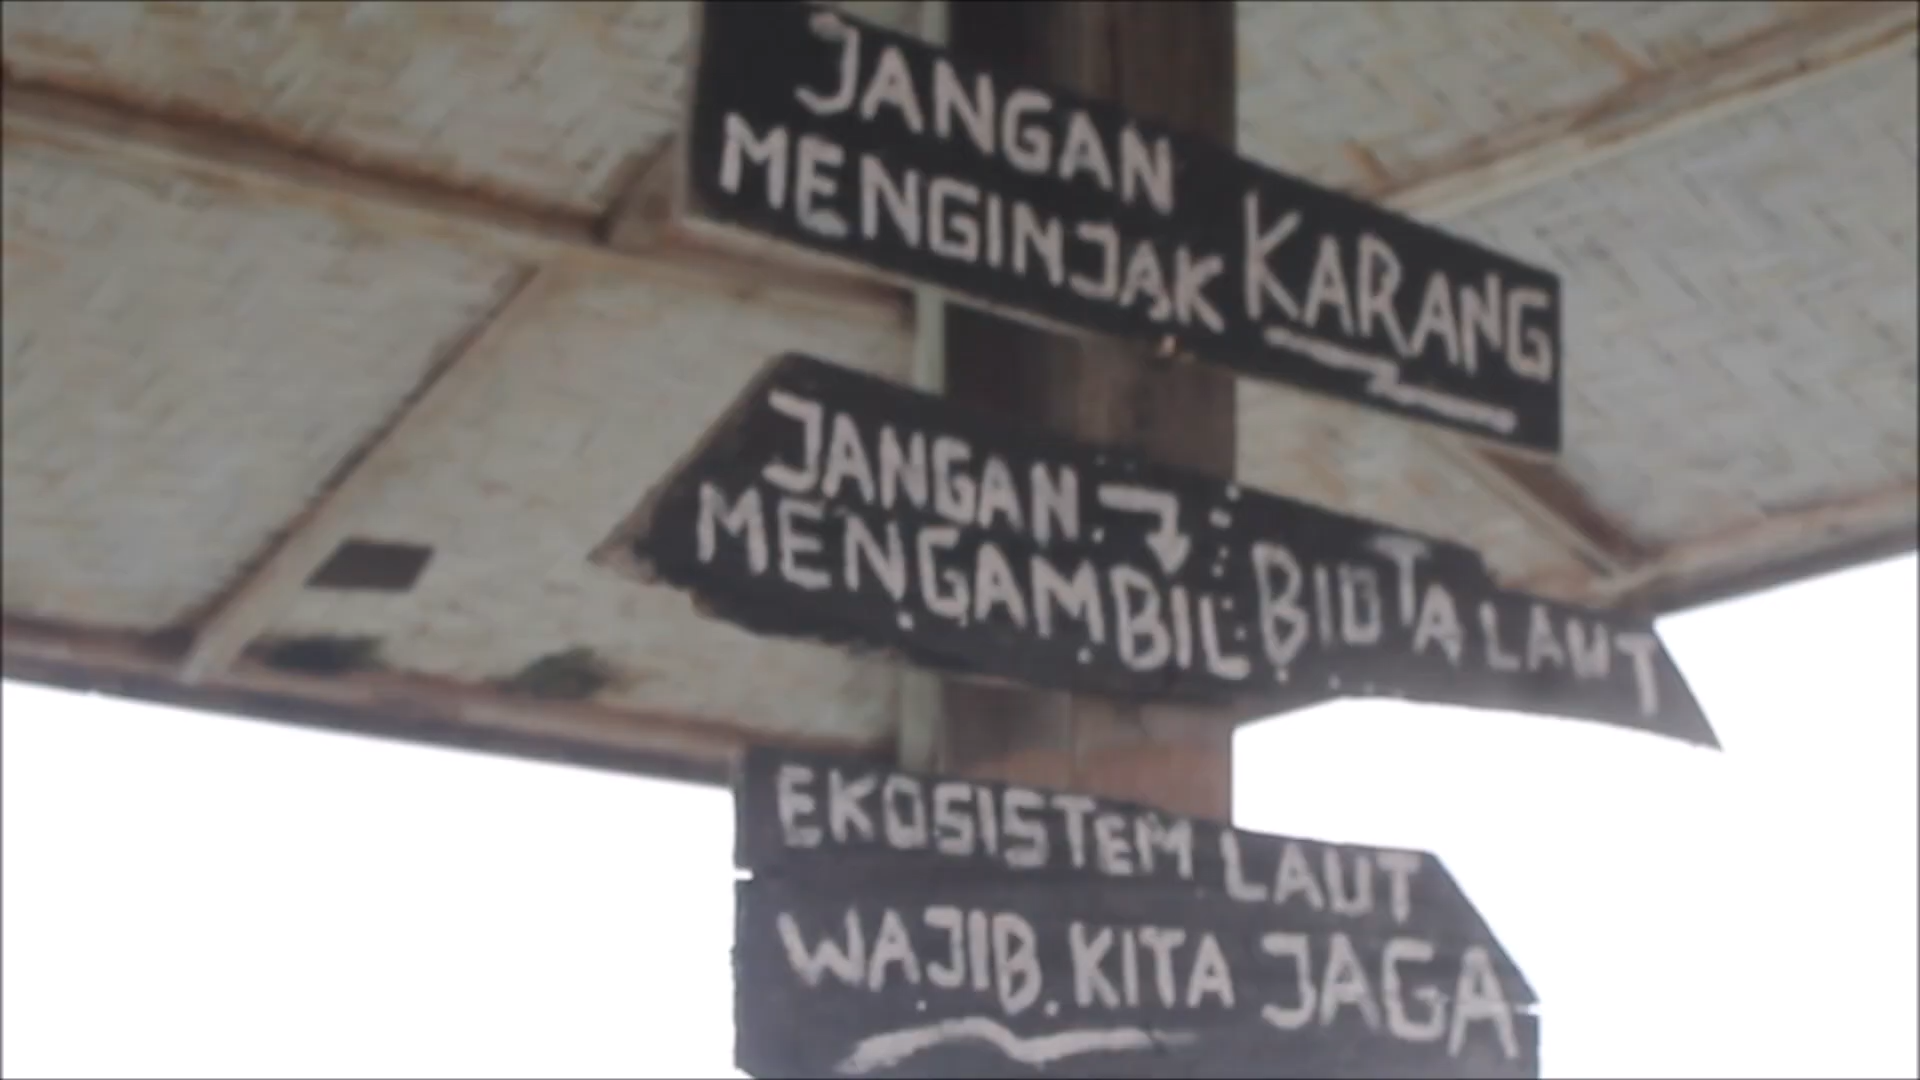 JANGAN
MENGINJAK KARANG
JANGAN
MENGAMBIL BIOTA LAUT
EKOSISTEM LAUT
WAJIB KITA JAGA